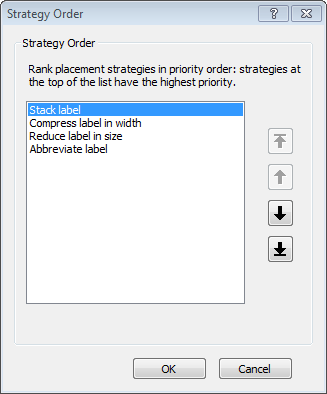 Strategy Order
Strategy Order
Rank placement strategies in priority order: strategies at
the top of the list have the highest priority.
Stack label
Compress label in width
Reduce label in size
Abbreviate label
OK
Cancel